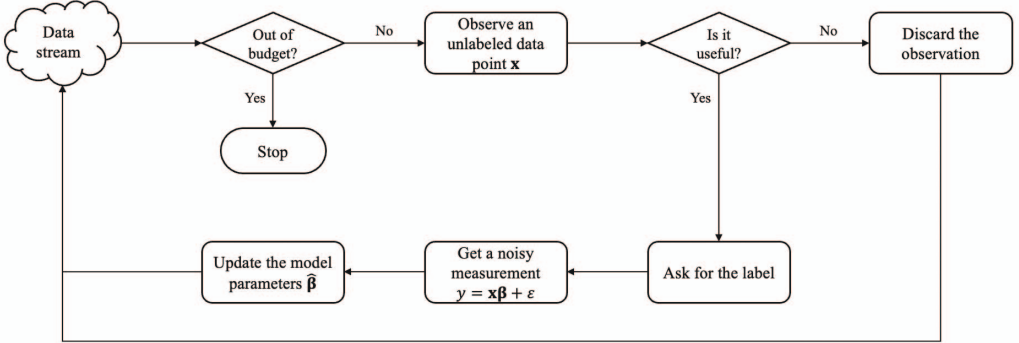 Data
stream
Out of
budget?
No
Observe an
unlabeled data
point x
Is it
useful?
No
Discard the
observation
Yes
Yes
Stop
Update the model
parameters β̂
Get a noisy
measurement
y = xβ + ε
Ask for the label